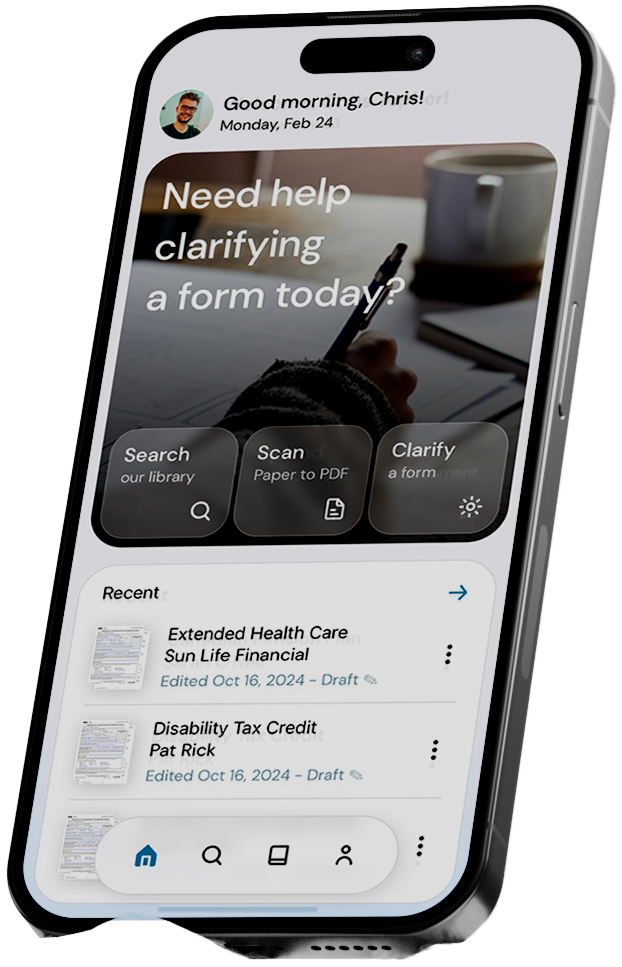 Good morning, Chris!
Monday, Feb 24
Need help
clarifying
a form today?
Search
our library
Scan
Paper to PDF
Clarify
a form
Recent
Extended Health Care
Sun Life Financial
Edited Oct 16, 2024 - Draft
Disability Tax Credit
Pat Rick
Edited Oct 16, 2024 - Draft